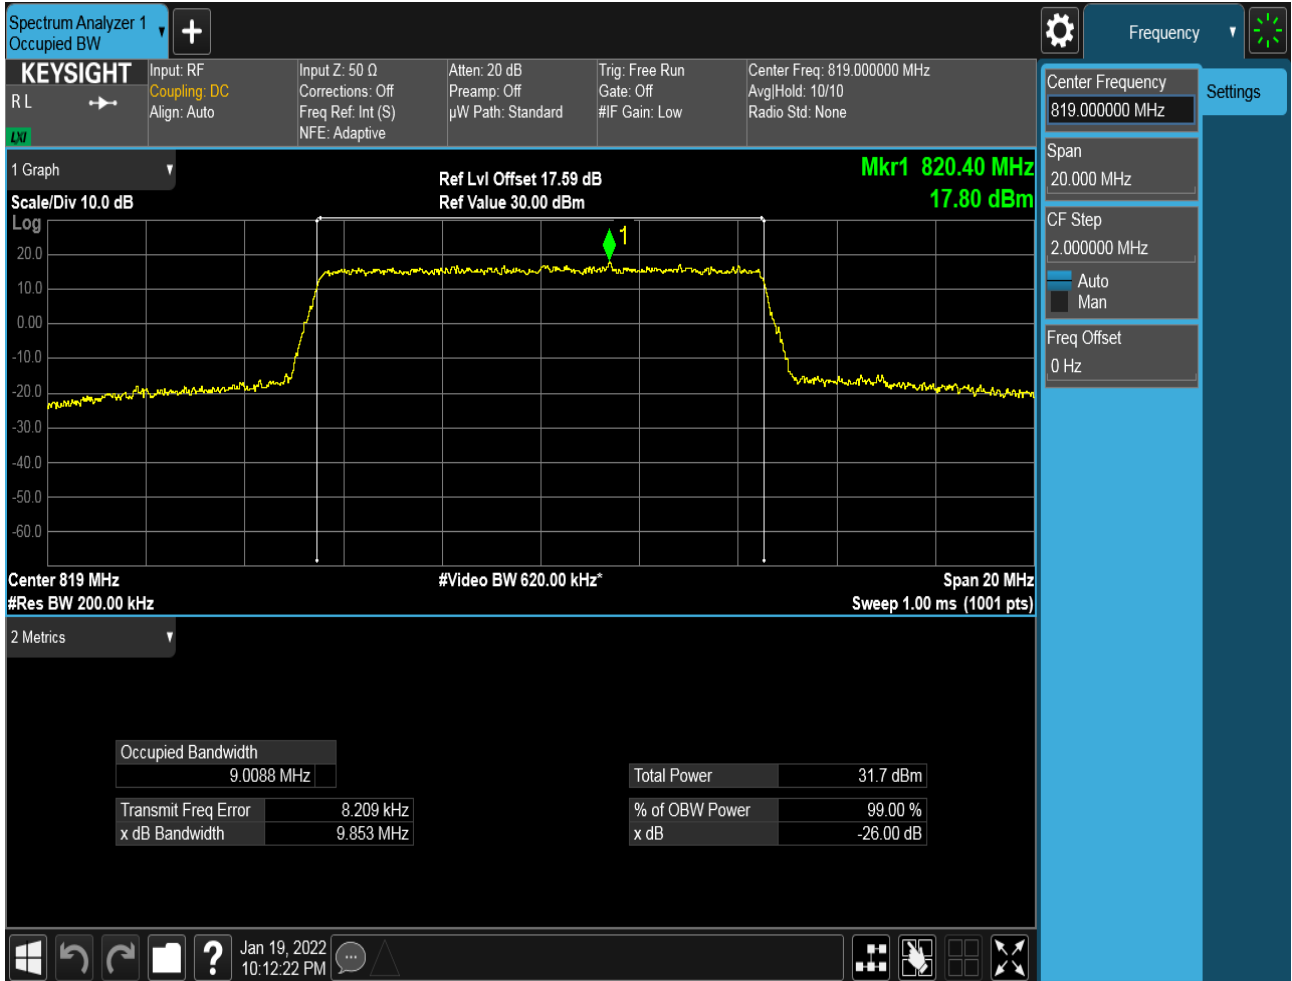 Spectrum Analyzer 1
Occupied BW
Frequency
KEYSIGHT
R L
LXI
Input: RF
Coupling: DC
Align: Auto
Input Z: 50 Ω
Corrections: Off
Freq Ref: Int (S)
NFE: Adaptive
Atten: 20 dB
Preamp: Off
µW Path: Standard
Trig: Free Run
Gate: Off
#IF Gain: Low
Center Freq: 819.000000 MHz
Avg|Hold: 10/10
Radio Std: None
Center Frequency
819.000000 MHz
Settings
Span
20.000 MHz
CF Step
2.000000 MHz
Auto
Man
Freq Offset
0 Hz
1 Graph
Scale/Div 10.0 dB
Ref Lvl Offset 17.59 dB
Ref Value 30.00 dBm
Mkr1 820.40 MHz
17.80 dBm
Log
1
20.0
10.0
0.00
-10.0
-20.0
-30.0
-40.0
-50.0
-60.0
Center 819 MHz
#Video BW 620.00 kHz*
Span 20 MHz
#Res BW 200.00 kHz
Sweep 1.00 ms (1001 pts)
2 Metrics
Occupied Bandwidth
9.0088 MHz
Total Power 31.7 dBm
Transmit Freq Error 8.209 kHz
% of OBW Power 99.00 %
x dB Bandwidth 9.853 MHz
x dB -26.00 dB
?
Jan 19, 2022
10:12:22 PM